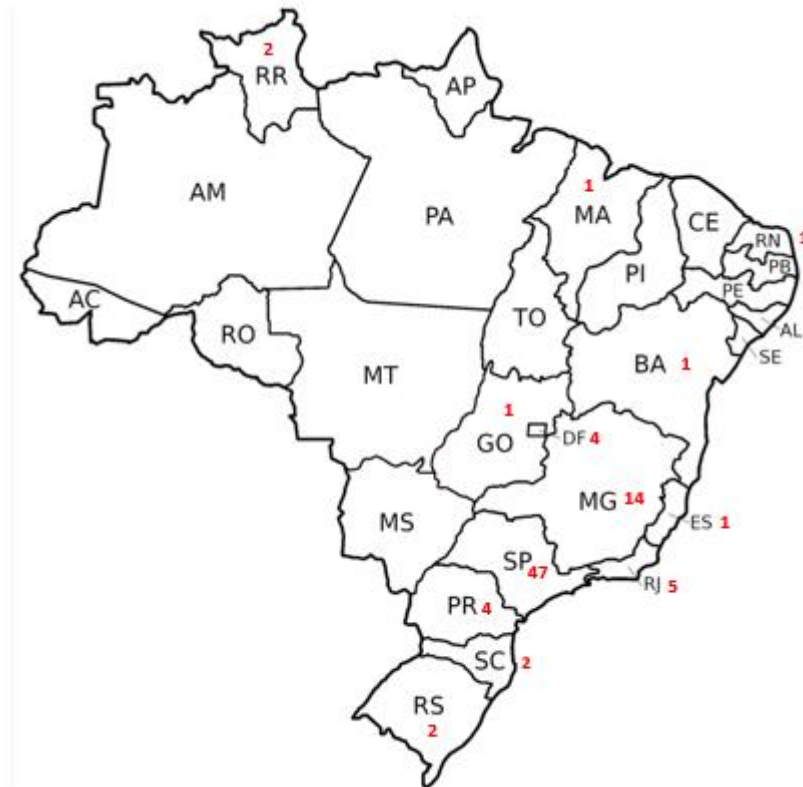 2
RR
AP
AM
PA
1
MA
CE
RN 1
PB
PI
PE
AC
RO
TO
AL
SE
MT
BA 1
1
GO
DF 4
MG 14
ES 1
MS
SP
47
RJ 5
PR 4
SC 2
RS
2